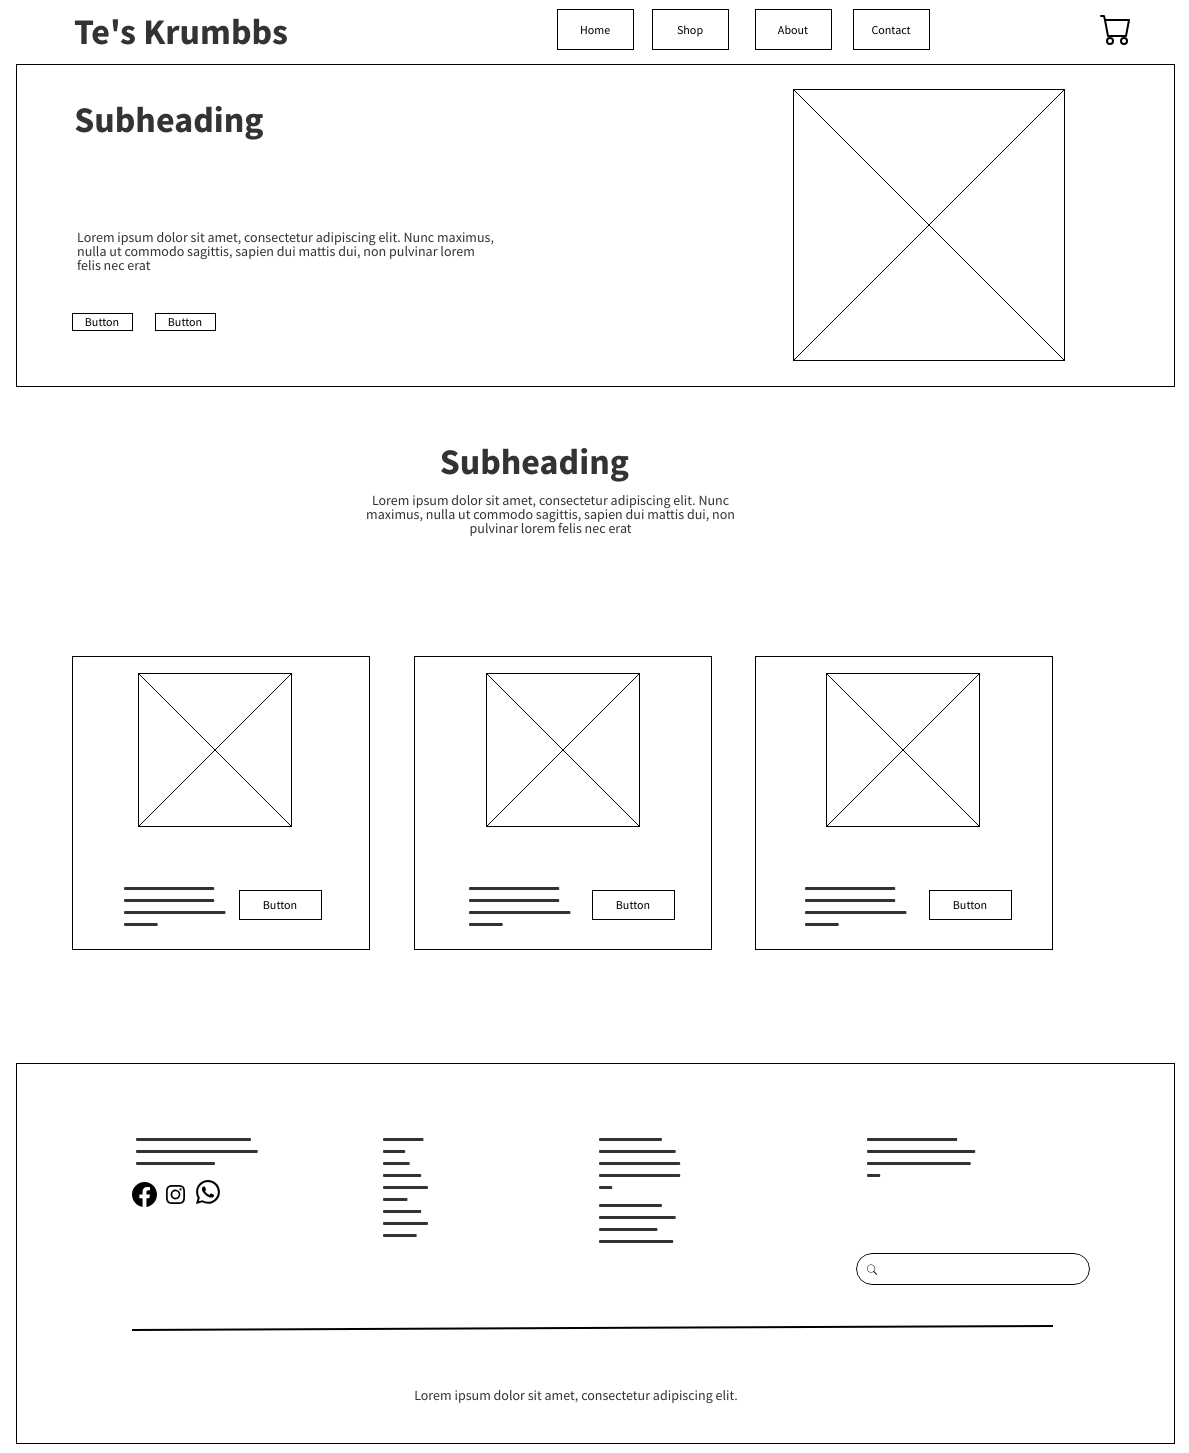 Te's Krumbbs
Home
Shop
About
Contact
Subheading
Lorem ipsum dolor sit amet, consectetur adipiscing elit. Nunc maximus,
nulla ut commodo sagittis, sapien dui mattis dui, non pulvinar lorem
felis nec erat
Button
Button
Subheading
Lorem ipsum dolor sit amet, consectetur adipiscing elit. Nunc
maximus, nulla ut commodo sagittis, sapien dui mattis dui, non
pulvinar lorem felis nec erat
Button
Button
Button
Lorem ipsum dolor sit amet, consectetur adipiscing elit.